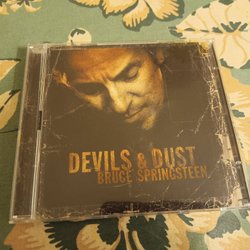 DEVILS & DUST
BRUCE SPRINGSTEEN